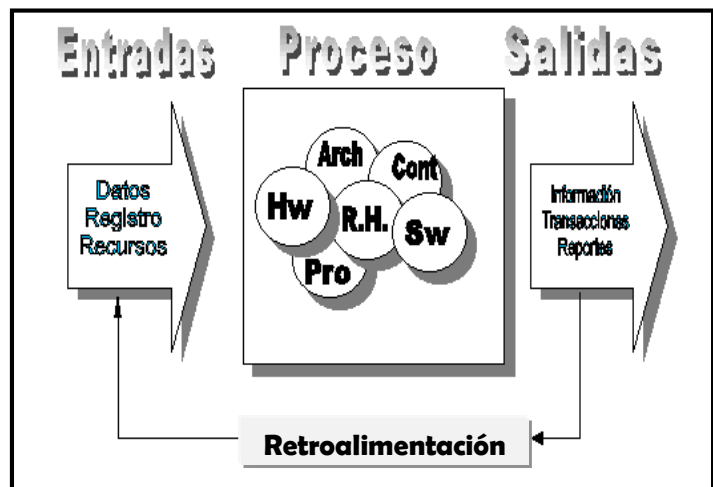 Entradas Proceso Salidas
Datos
Registro
Recursos
Arch
Cont
Hw
R.H.
Sw
Pro
Información
Transacciones
Reportes
Retroalimentación